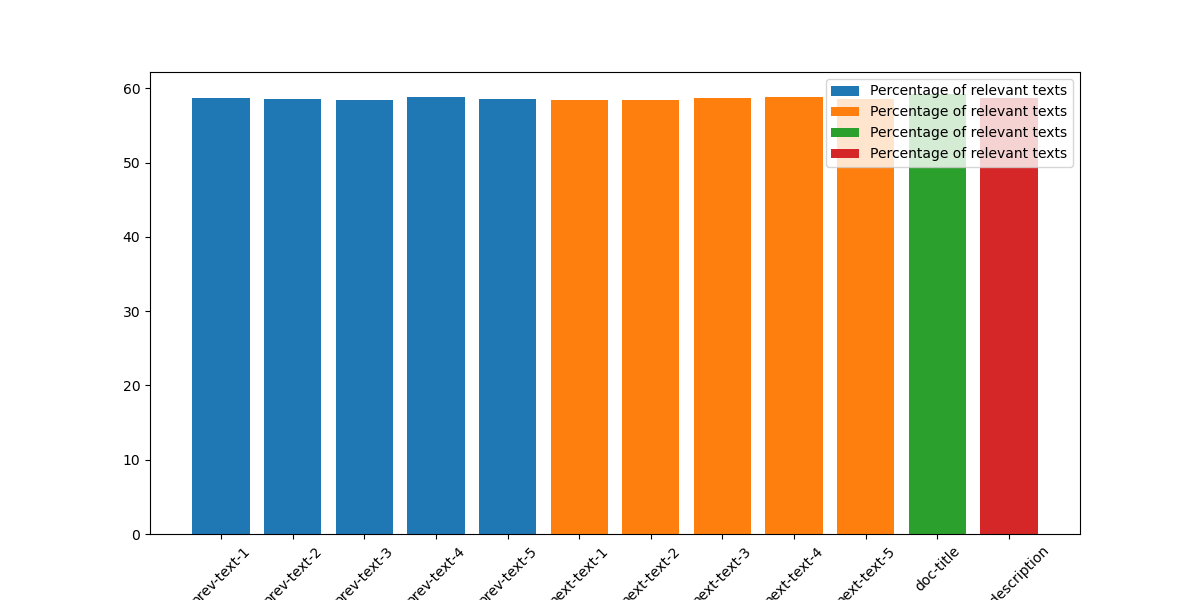 60
50
40
30
20
10
0
Percentage of relevant texts
Percentage of relevant texts
Percentage of relevant texts
Percentage of relevant texts
prev-text-1
prev-text-2
prev-text-3
prev-text-4
prev-text-5
next-text-1
next-text-2
next-text-3
next-text-4
next-text-5
doc-title
description